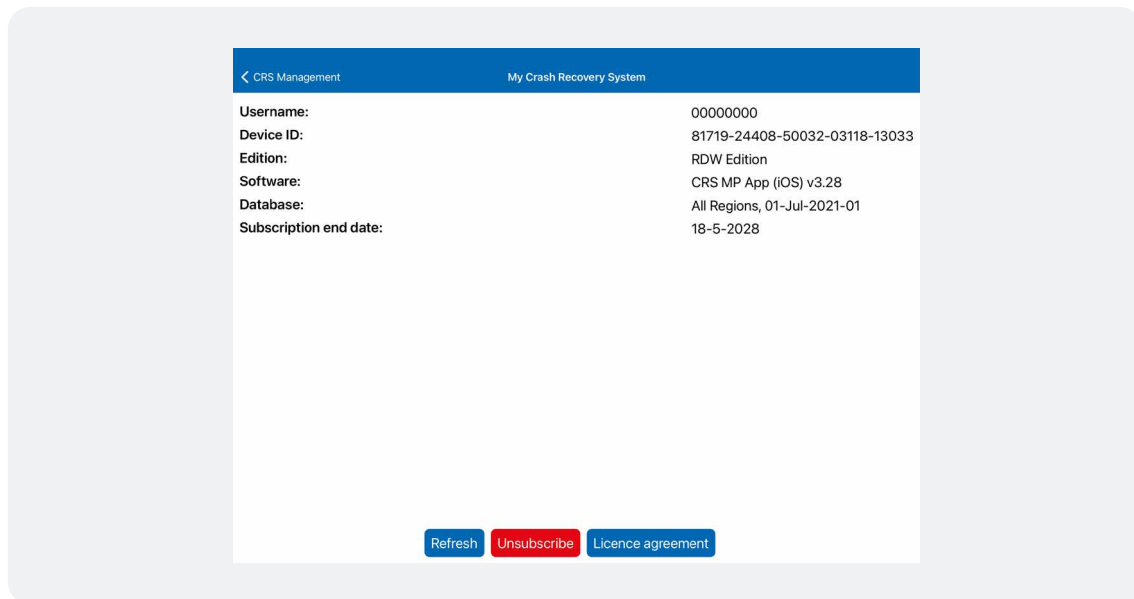 CRS Management My Crash Recovery System
Username: 00000000
Device ID: 81719-24408-50032-03118-13033
Edition: RDW Edition
Software: CRS MP App (iOS) v3.28
Database: All Regions, 01-Jul-2021-01
Subscription end date: 18-5-2028
Refresh Unsubscribe Licence agreement